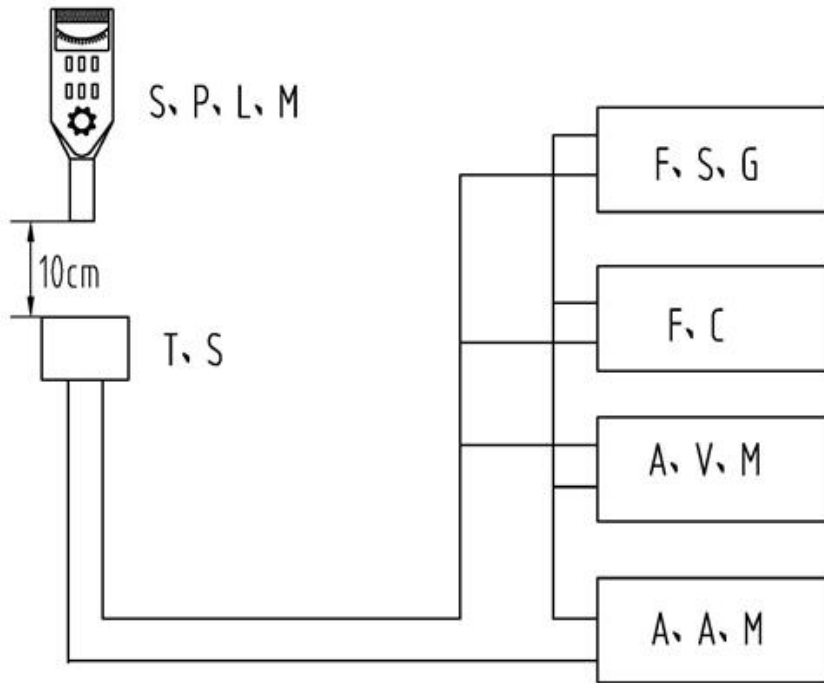 S、P、L、M
10cm
T、S
F、S、G
F、C
A、V、M
A、A、M